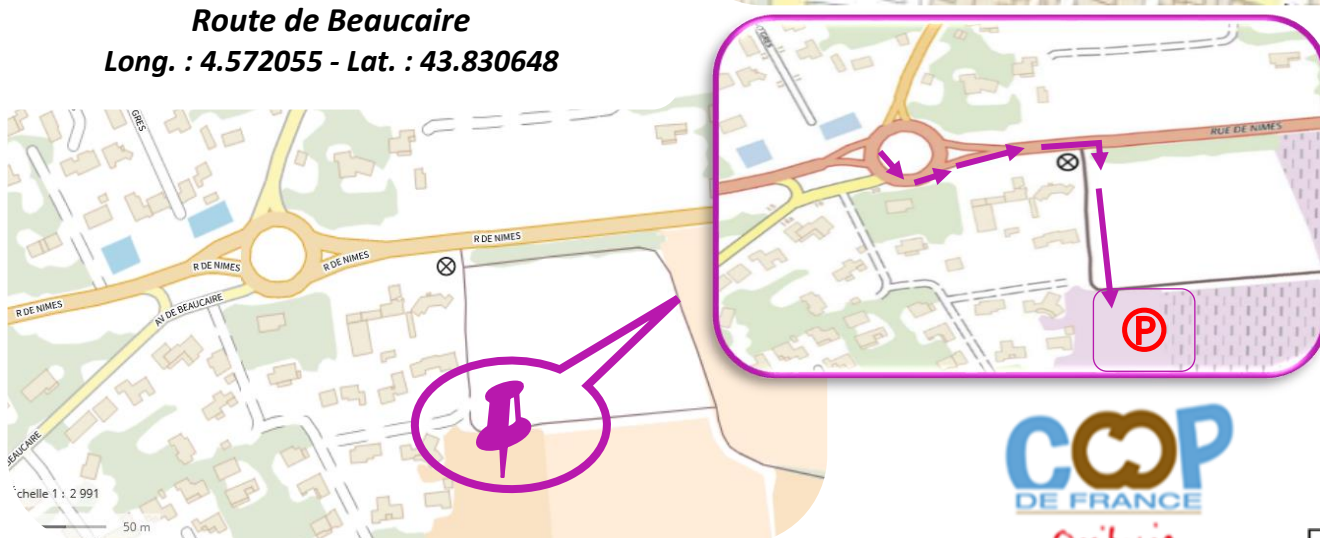 Route de Beaucaire
Long. : 4.572055 - Lat. : 43.830648
GRES
R DE NIMES
R DE NIMES
R DE NIMES
R DE NIMES
AV DE BEAUCAIRE
BEAUCAIRE
chelle 1 : 2 991
50 m
RUE DE NIMES
P
COOP
DE FRANCE